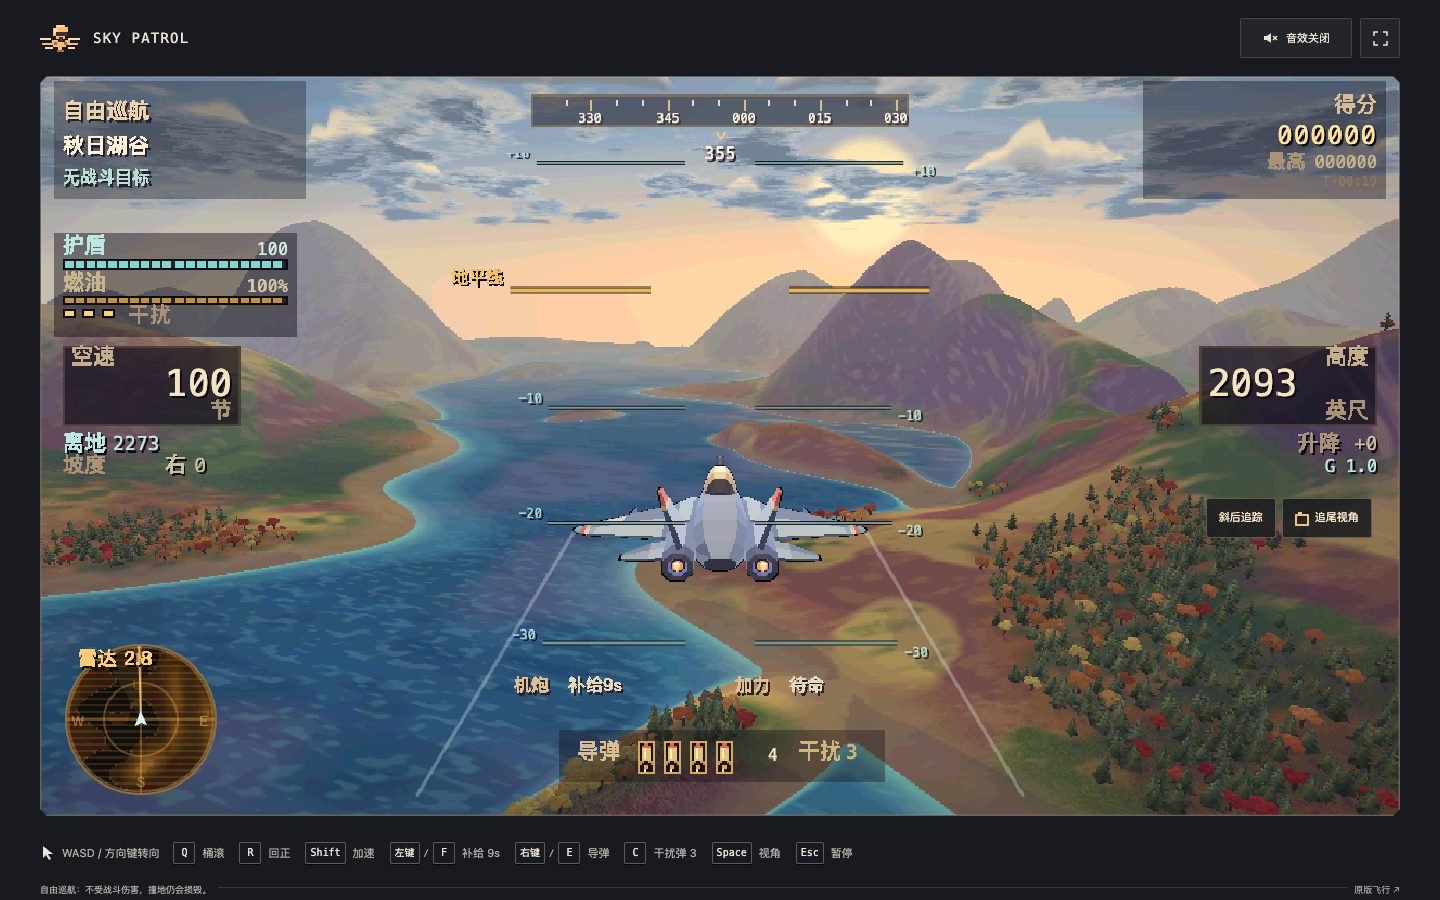 SKY PATROL
音效关闭
自由巡航
秋日湖谷
无战斗目标
330 345 000 015 030
355
得分
000000
最高 000000
T+00:19
+10 +10
护盾 100
燃油 100%
干扰
地平线
空速
100
节
离地 2273
坡度 右 0
高度
2093
英尺
升降 +0
G 1.0
斜后追踪 追尾视角
-10 -10
-20 -20
-30 -30
雷达 2.8
W E
S
机炮 补给9s 加力 待命
导弹 4 干扰 3
WASD / 方向键转向 Q 桶滚 R 回正 Shift 加速 左键 / F 补给 9s 右键 / E 导弹 C 干扰弹 3 Space 视角 Esc 暂停
自由巡航：不受战斗伤害，撞地仍会损毁。 原版飞行 ↗